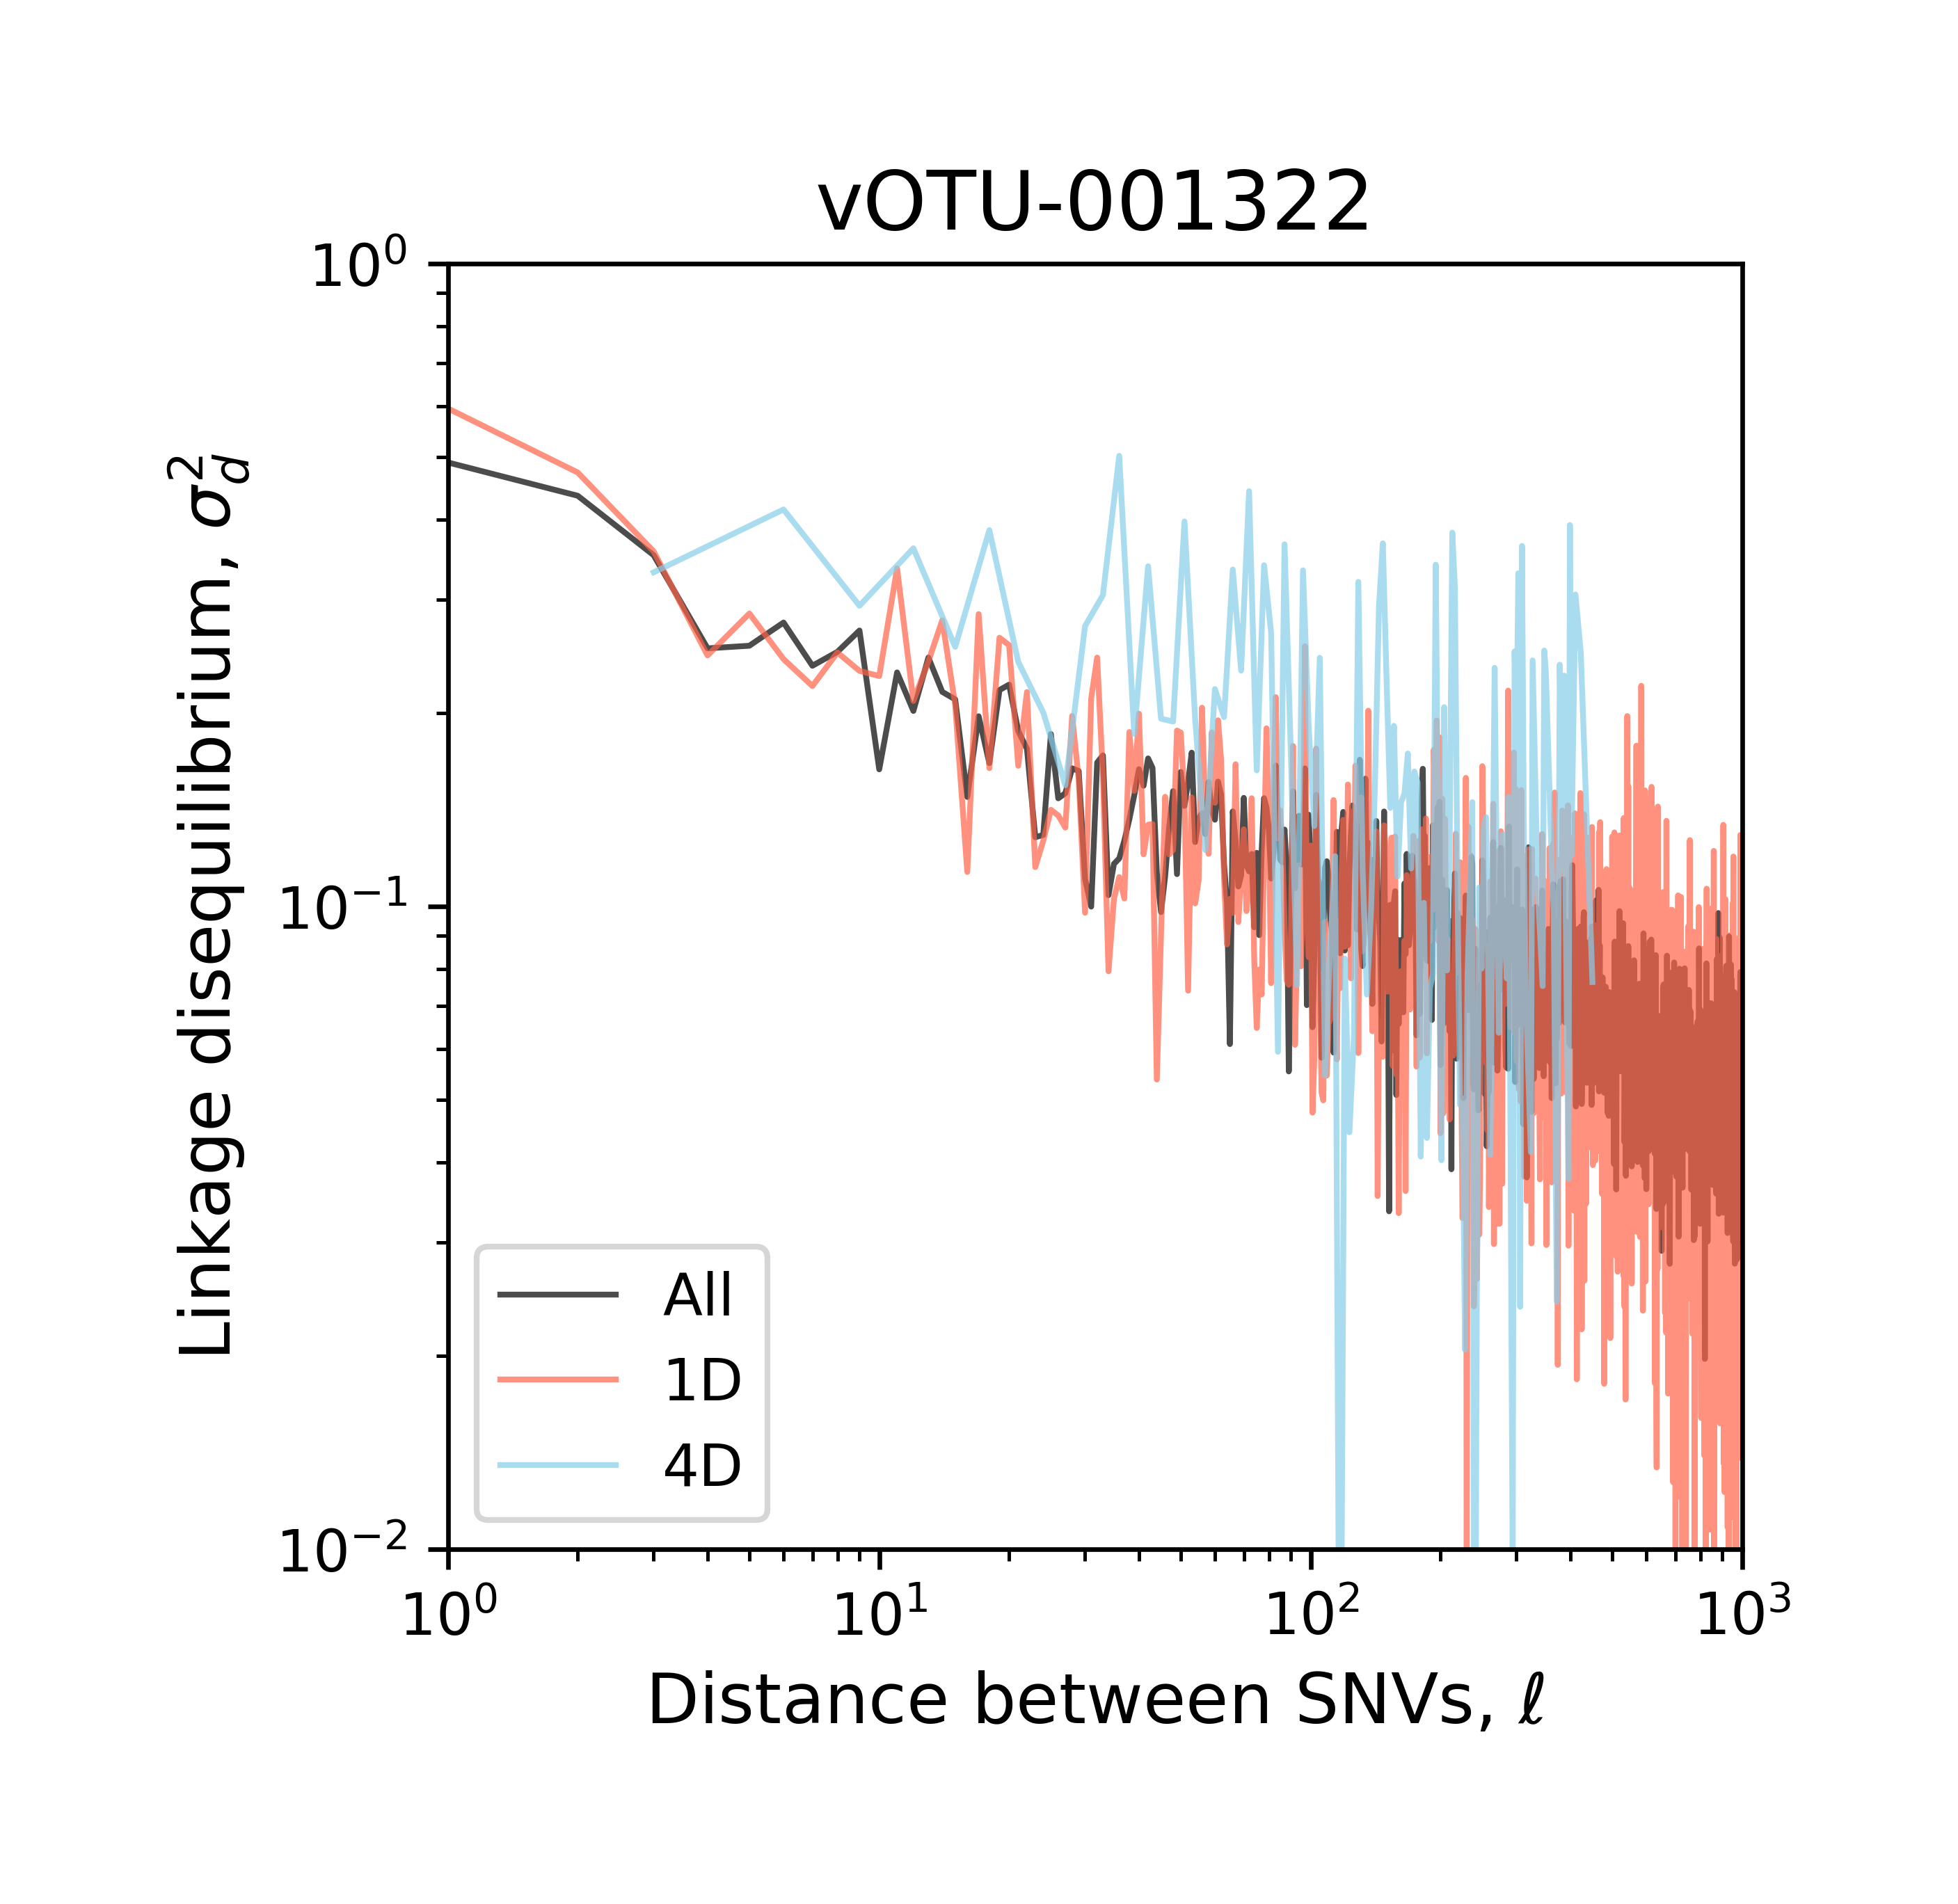 vOTU-001322
10⁰
10⁻¹
10⁻²
Linkage disequilibrium, σ²_d
All
1D
4D
10⁰ 10¹ 10² 10³
Distance between SNVs, ℓ